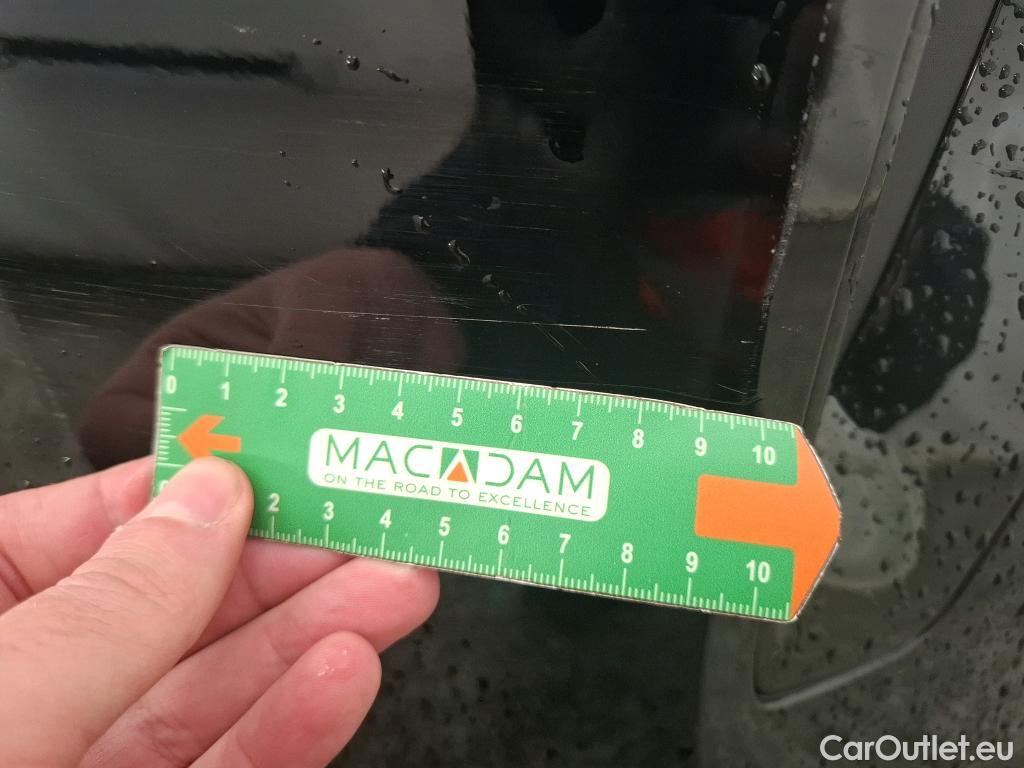 0 1 2 3 4 5 6 7 8 9 10
MACADAM
ON THE ROAD TO EXCELLENCE
2 3 4 5 6 7 8 9 10
CarOutlet.eu